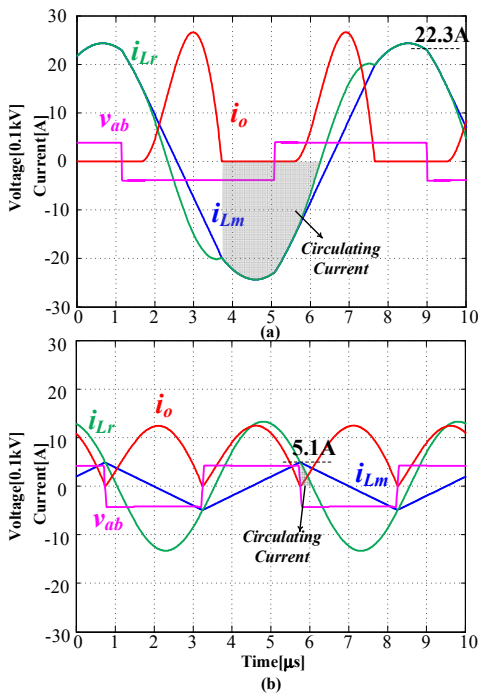 30
20
10
0
-10
-20
-30
Voltage[0.1kV]
Current[A]
iLr
vab
io
iLm
22.3A
Circulating
Current
0 1 2 3 4 5 6 7 8 9 10
(a)
30
20
10
0
-10
-20
-30
Voltage[0.1kV]
Current[A]
iLr
io
vab
5.1A
iLm
Circulating
Current
0 1 2 3 4 5 6 7 8 9 10
Time[μs]
(b)